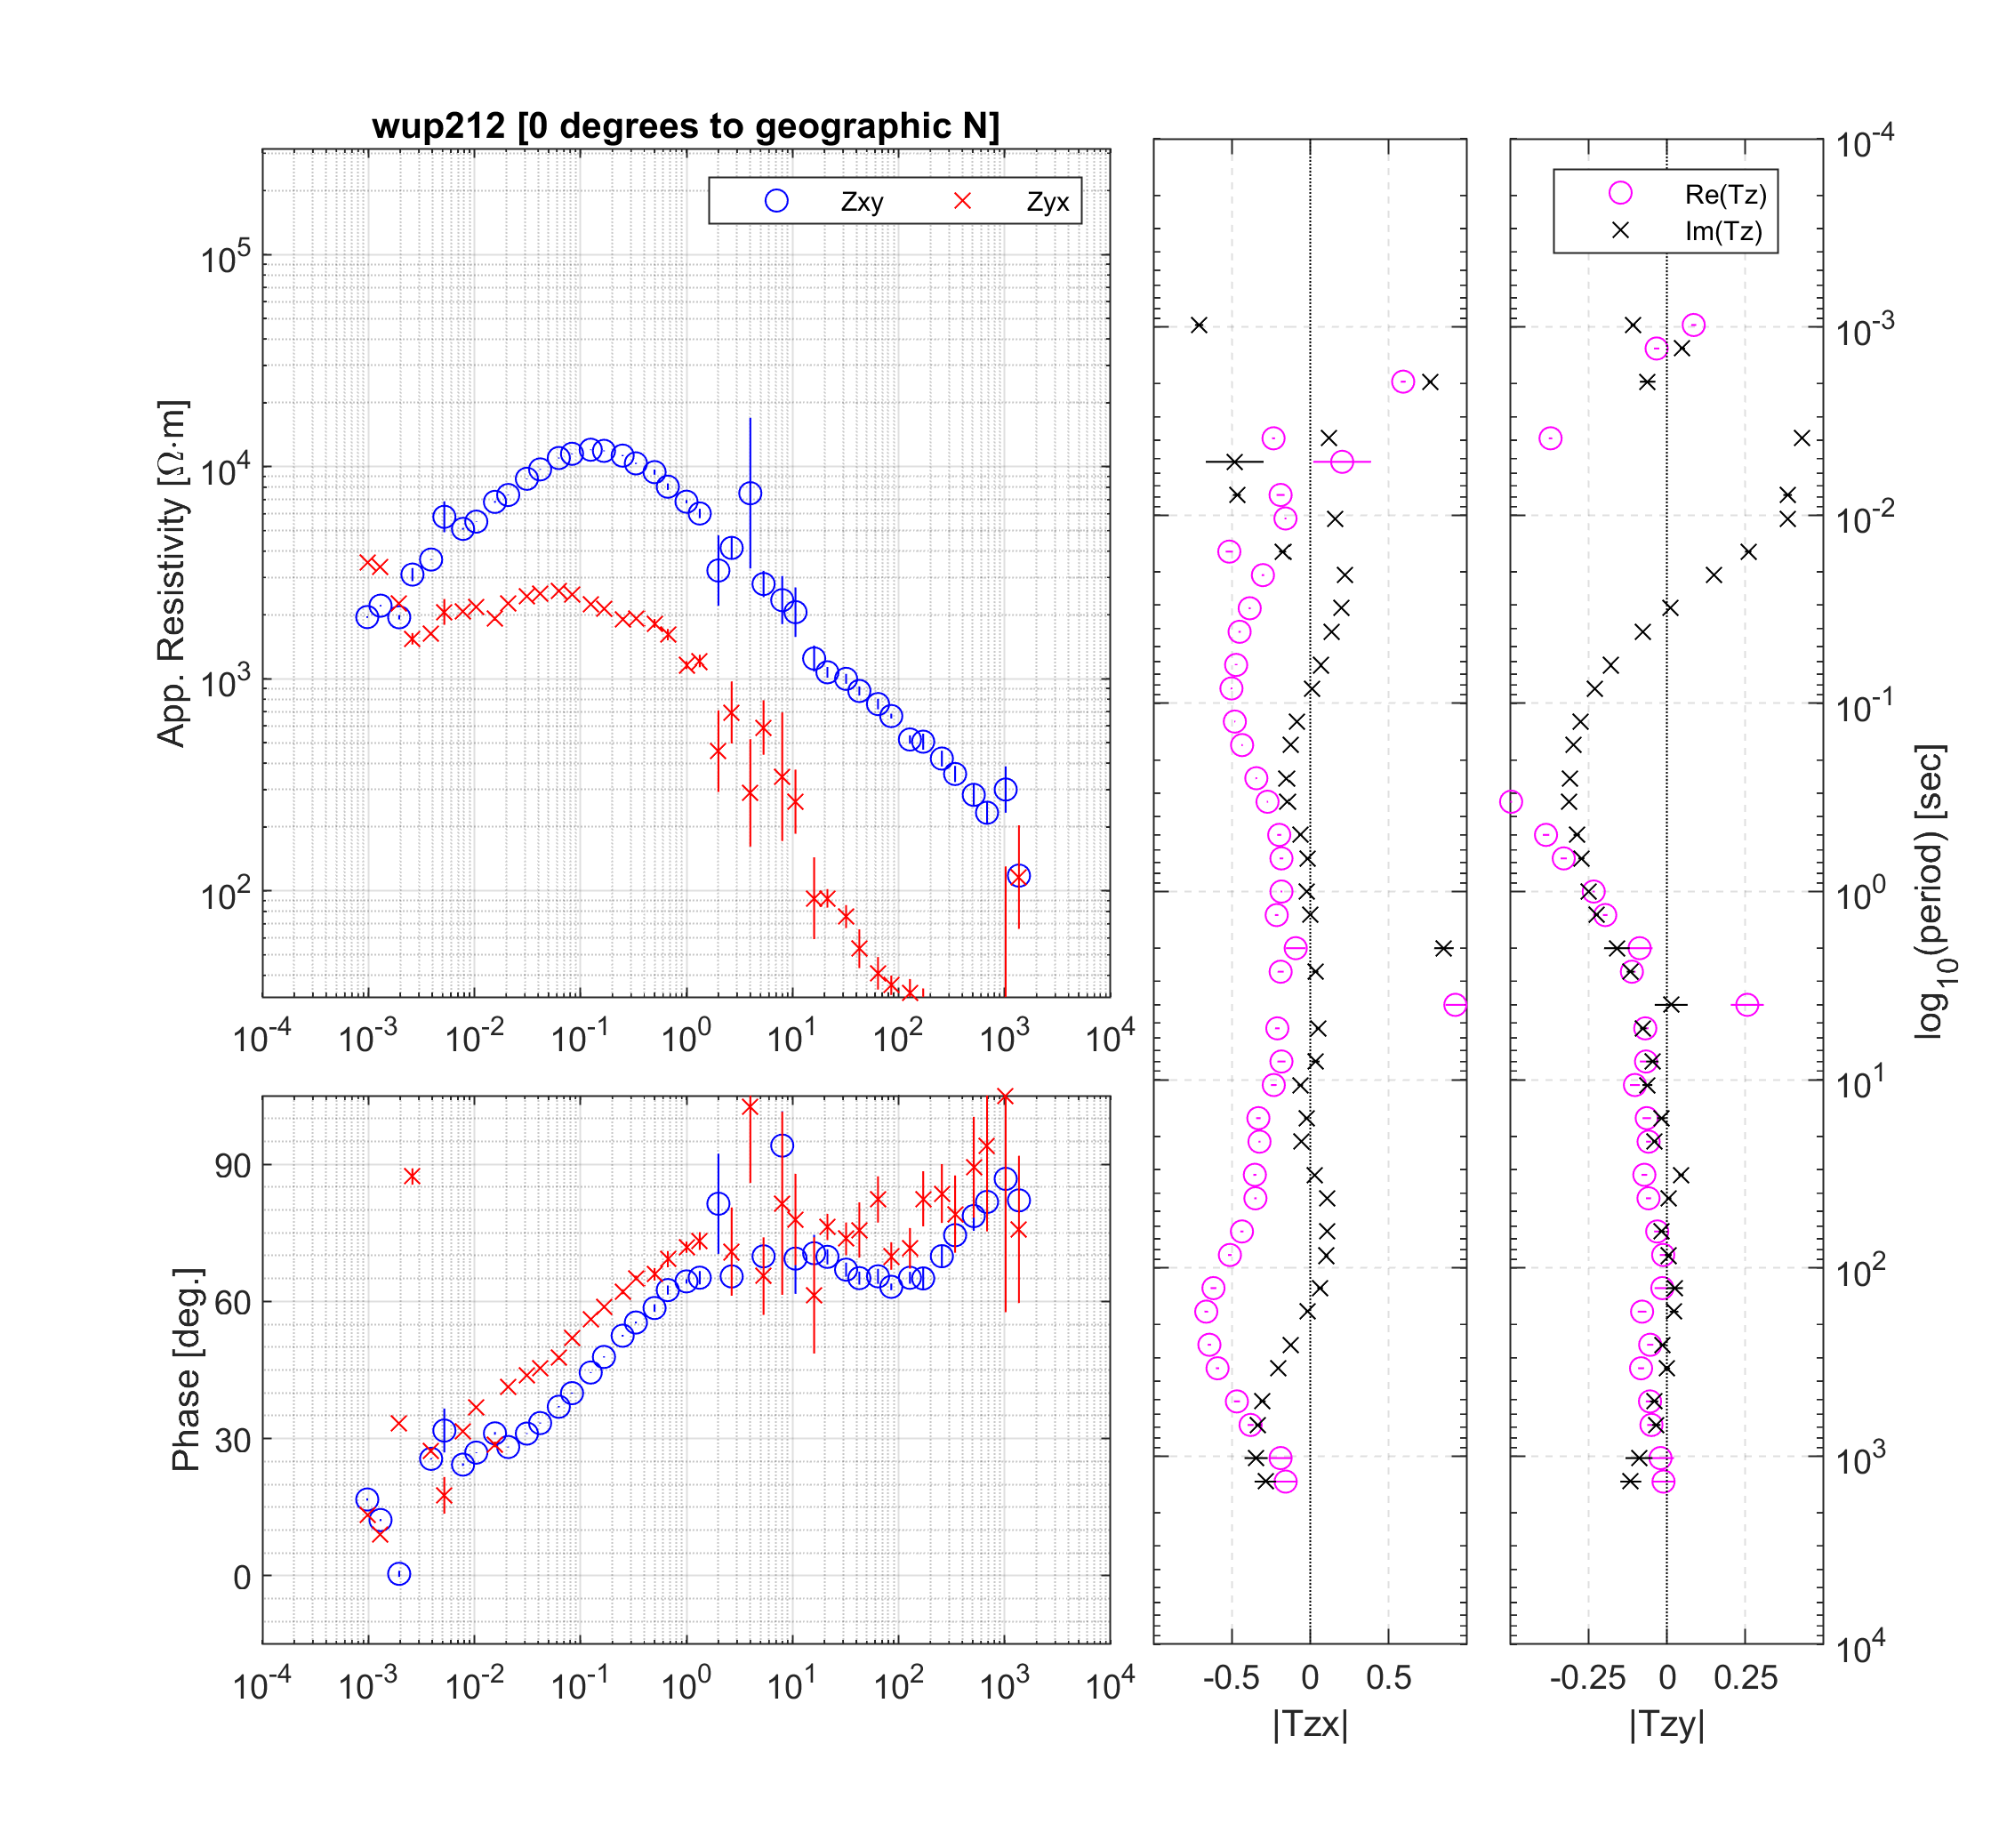 wup212 [0 degrees to geographic N]
Zxy Zyx
App. Resistivity [Ω·m]
10^5
10^4
10^3
10^2
10^-4 10^-3 10^-2 10^-1 10^0 10^1 10^2 10^3 10^4
Phase [deg.]
90
60
30
0
10^-4 10^-3 10^-2 10^-1 10^0 10^1 10^2 10^3 10^4
-0.5 0 0.5
|Tzx|
Re(Tz)
Im(Tz)
-0.25 0 0.25
|Tzy|
10^-4
10^-3
10^-2
10^-1
10^0
10^1
10^2
10^3
10^4
log_10(period) [sec]